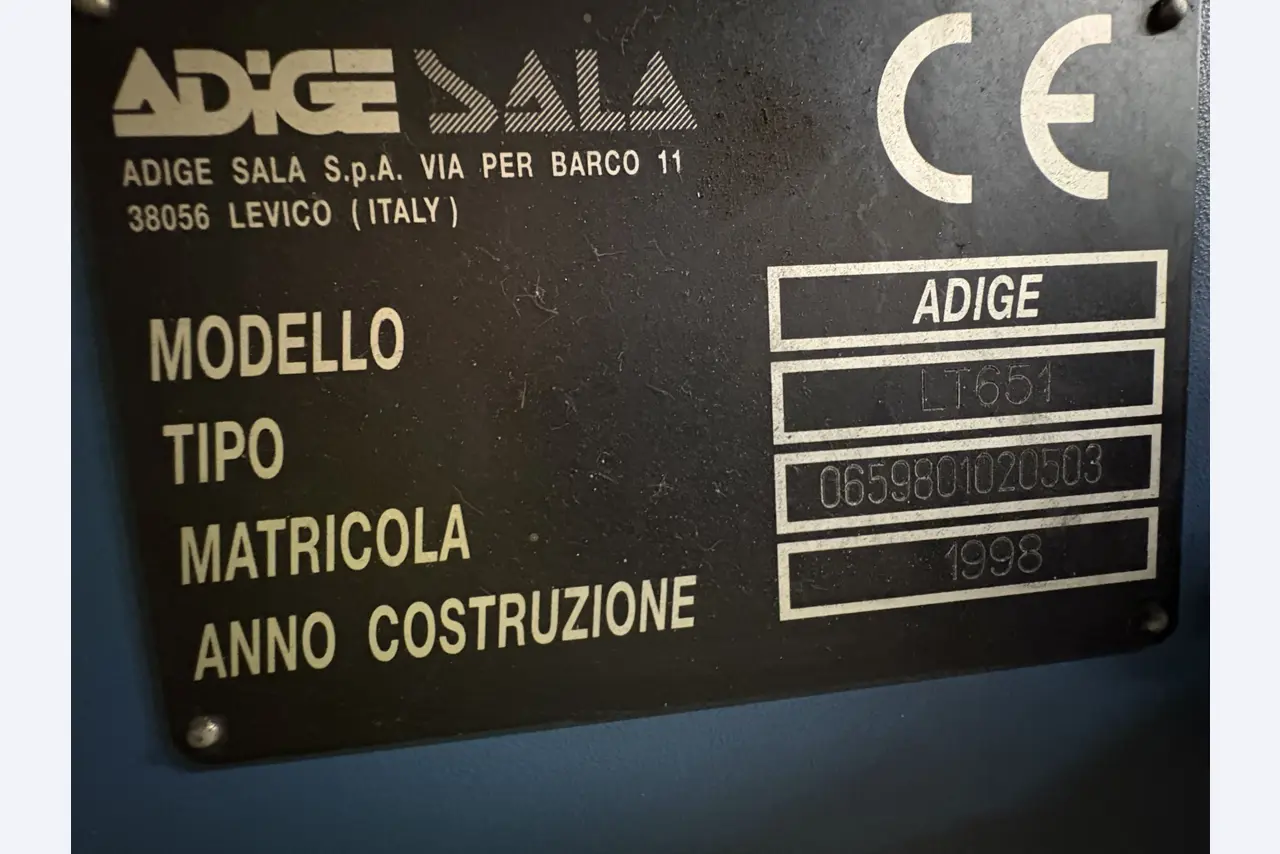 ADIGE SALA
CE
ADIGE SALA S.p.A. VIA PER BARCO 11
38056 LEVICO (ITALY)
MODELLO ADIGE
TIPO LT651
MATRICOLA 0659801020503
ANNO COSTRUZIONE 1998